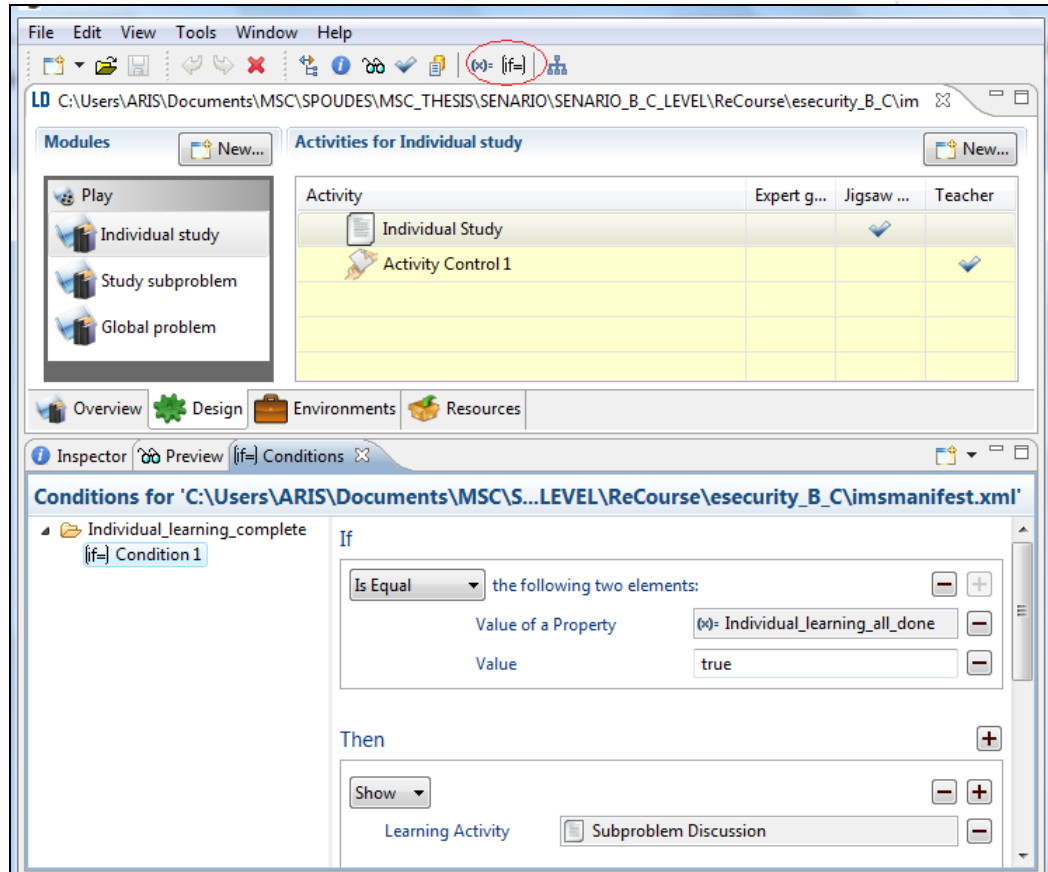 File Edit View Tools Window Help
(x)= (if=)
LD C:\Users\ARIS\Documents\MSC\SPOUDES\MSC_THESIS\SENARIO\SENARIO_B_C_LEVEL\ReCourse\esecurity_B_C\im
Modules New... Activities for Individual study New...
Play Activity Expert g... Jigsaw ... Teacher
Individual study Individual Study
Activity Control 1
Study subproblem
Global problem
Overview Design Environments Resources
Inspector Preview (if=) Conditions
Conditions for 'C:\Users\ARIS\Documents\MSC\S...LEVEL\ReCourse\esecurity_B_C\imsmanifest.xml'
Individual_learning_complete If
(if=) Condition 1
Is Equal the following two elements:
Value of a Property (x)= Individual_learning_all_done
Value true
Then
Show
Learning Activity Subproblem Discussion